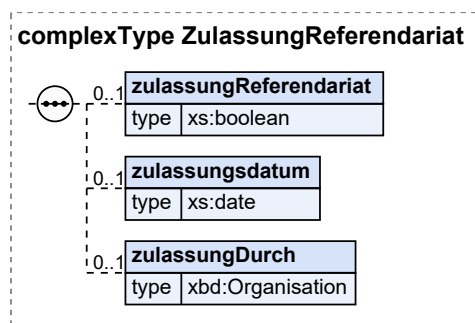 complexType ZulassungReferendariat
0..1
zulassungReferendariat
type xs:boolean
0..1
zulassungsdatum
type xs:date
0..1
zulassungDurch
type xbd:Organisation